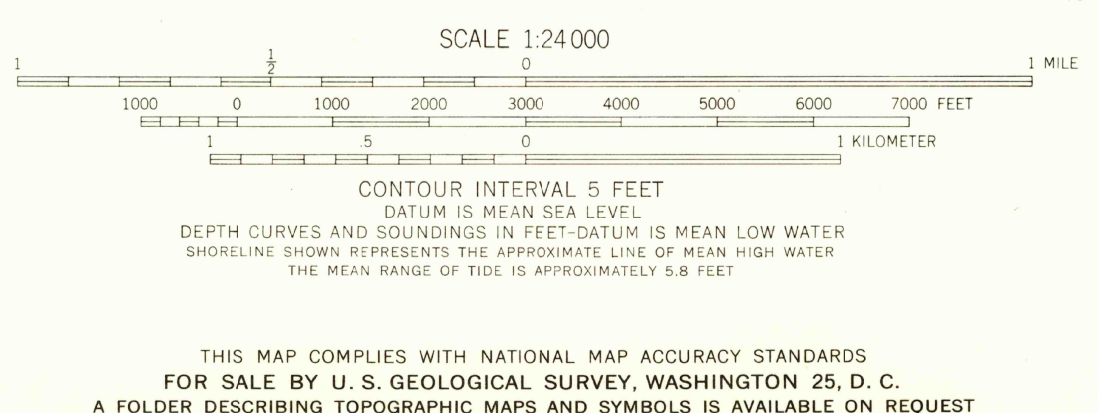 SCALE 1:24 000
1 1/2 0 1 MILE
1000 0 1000 2000 3000 4000 5000 6000 7000 FEET
1 .5 0 1 KILOMETER
CONTOUR INTERVAL 5 FEET
DATUM IS MEAN SEA LEVEL
DEPTH CURVES AND SOUNDINGS IN FEET-DATUM IS MEAN LOW WATER
SHORELINE SHOWN REPRESENTS THE APPROXIMATE LINE OF MEAN HIGH WATER
THE MEAN RANGE OF TIDE IS APPROXIMATELY 5.8 FEET
THIS MAP COMPLIES WITH NATIONAL MAP ACCURACY STANDARDS
FOR SALE BY U. S. GEOLOGICAL SURVEY, WASHINGTON 25, D. C.
A FOLDER DESCRIBING TOPOGRAPHIC MAPS AND SYMBOLS IS AVAILABLE ON REQUEST